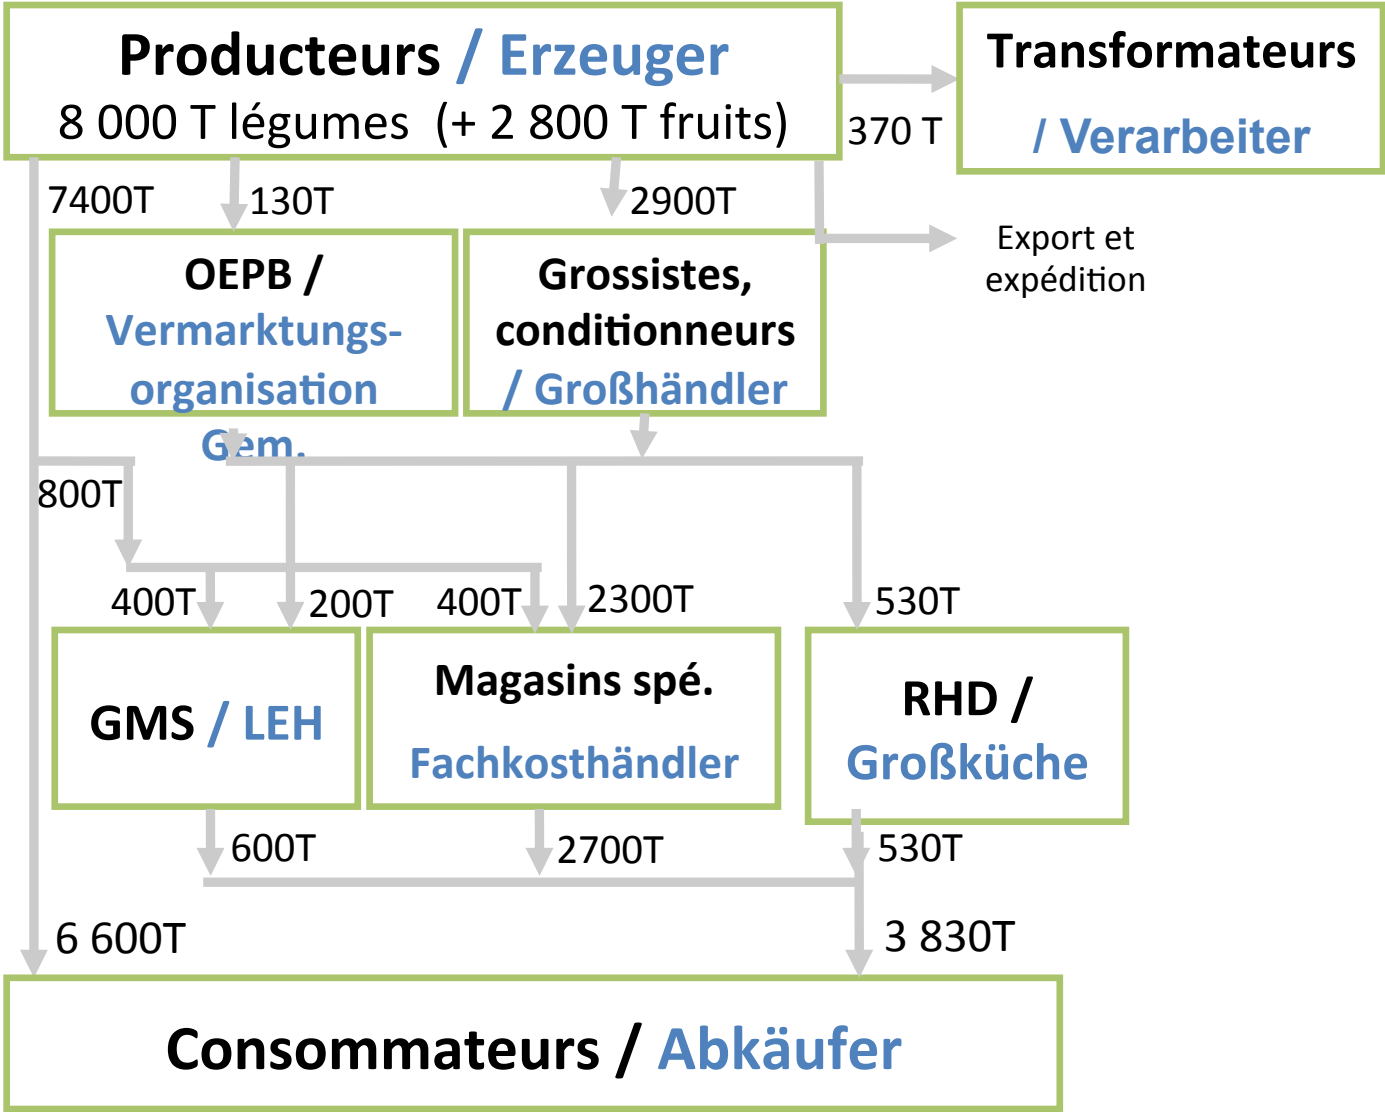 Producteurs / Erzeuger
8 000 T légumes (+ 2 800 T fruits)
Transformateurs
/ Verarbeiter
370 T
7400T
130T
2900T
Export et
expédition
OEPB /
Vermarktungs-
organisation
Gem.
Grossistes,
conditionneurs
/ Großhändler
800T
400T
200T
400T
2300T
530T
GMS / LEH
Magasins spé.
Fachkosthändler
RHD /
Großküche
600T
2700T
530T
6 600T
3 830T
Consommateurs / Abkäufer